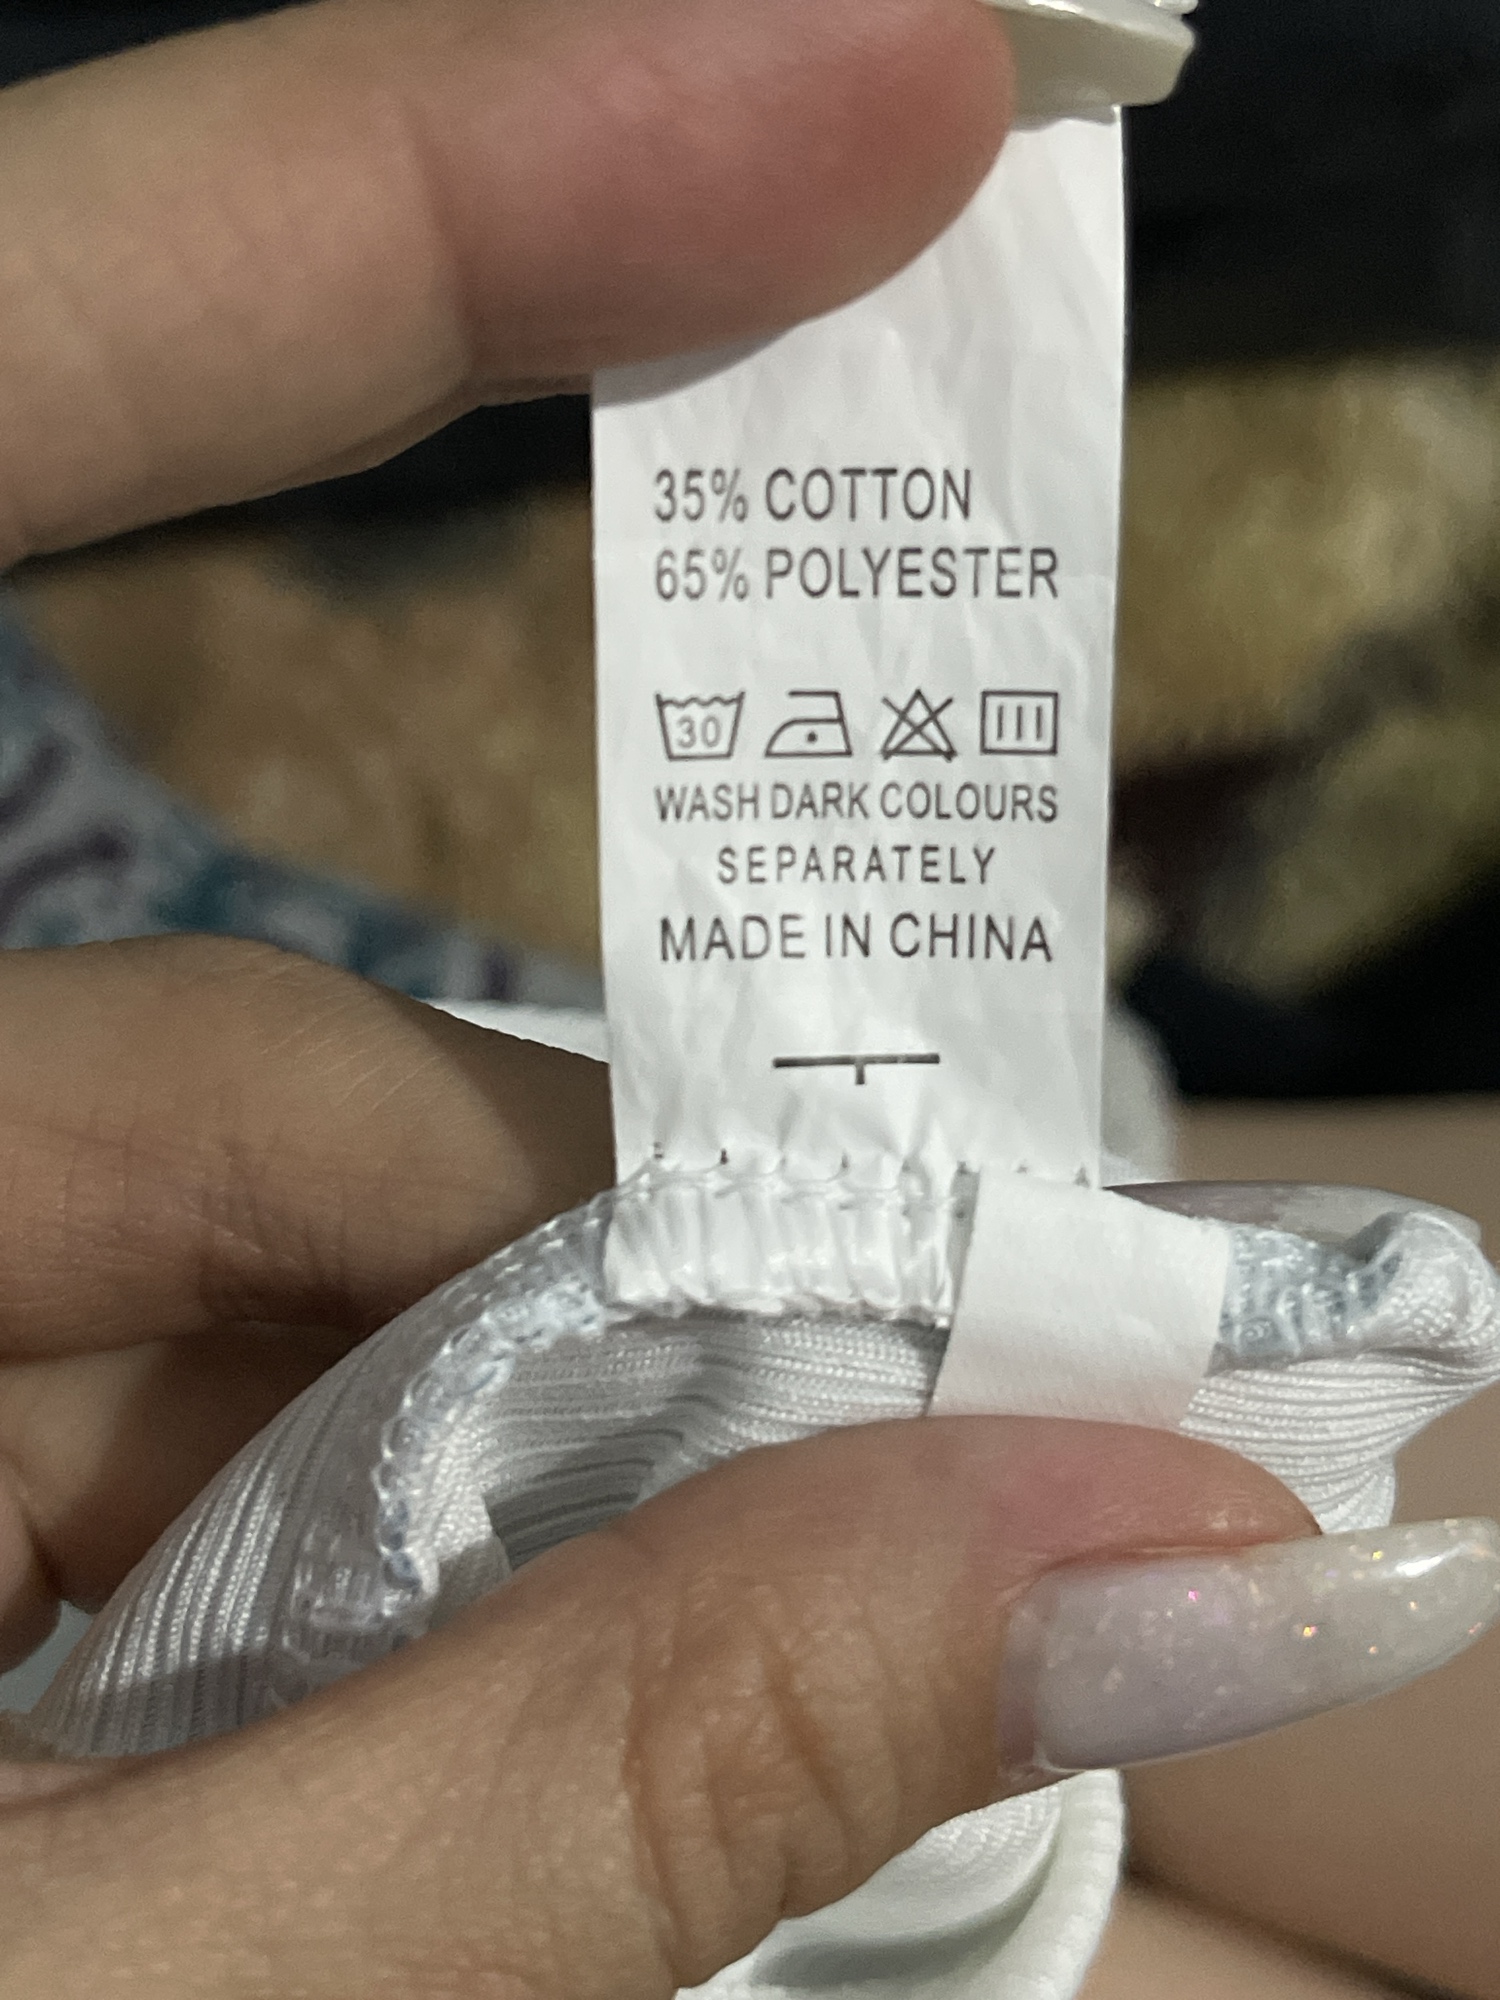 35% COTTON
65% POLYESTER
30
WASH DARK COLOURS
SEPARATELY
MADE IN CHINA